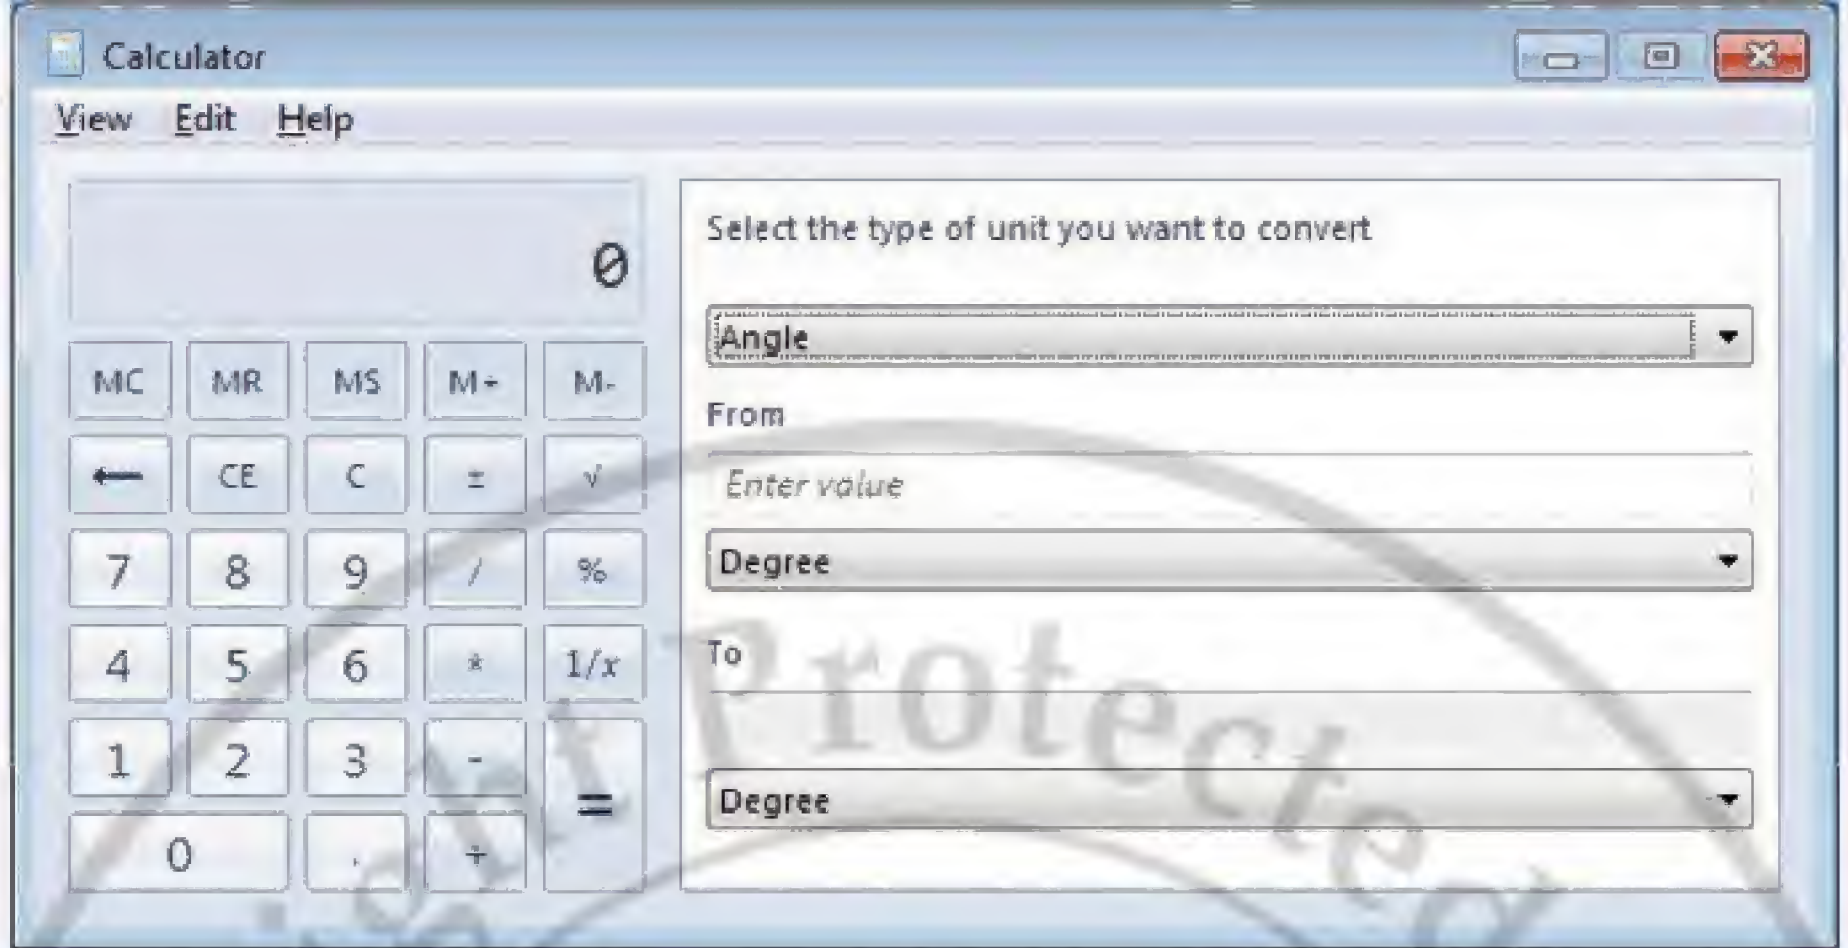 Calculator
View Edit Help
0
MC MR MS M+ M-
← CE C ± √
7 8 9 / %
4 5 6 * 1/x
1 2 3 -
=
0 . +
Select the type of unit you want to convert
Angle
From
Enter value
Degree
To
Degree
Protected